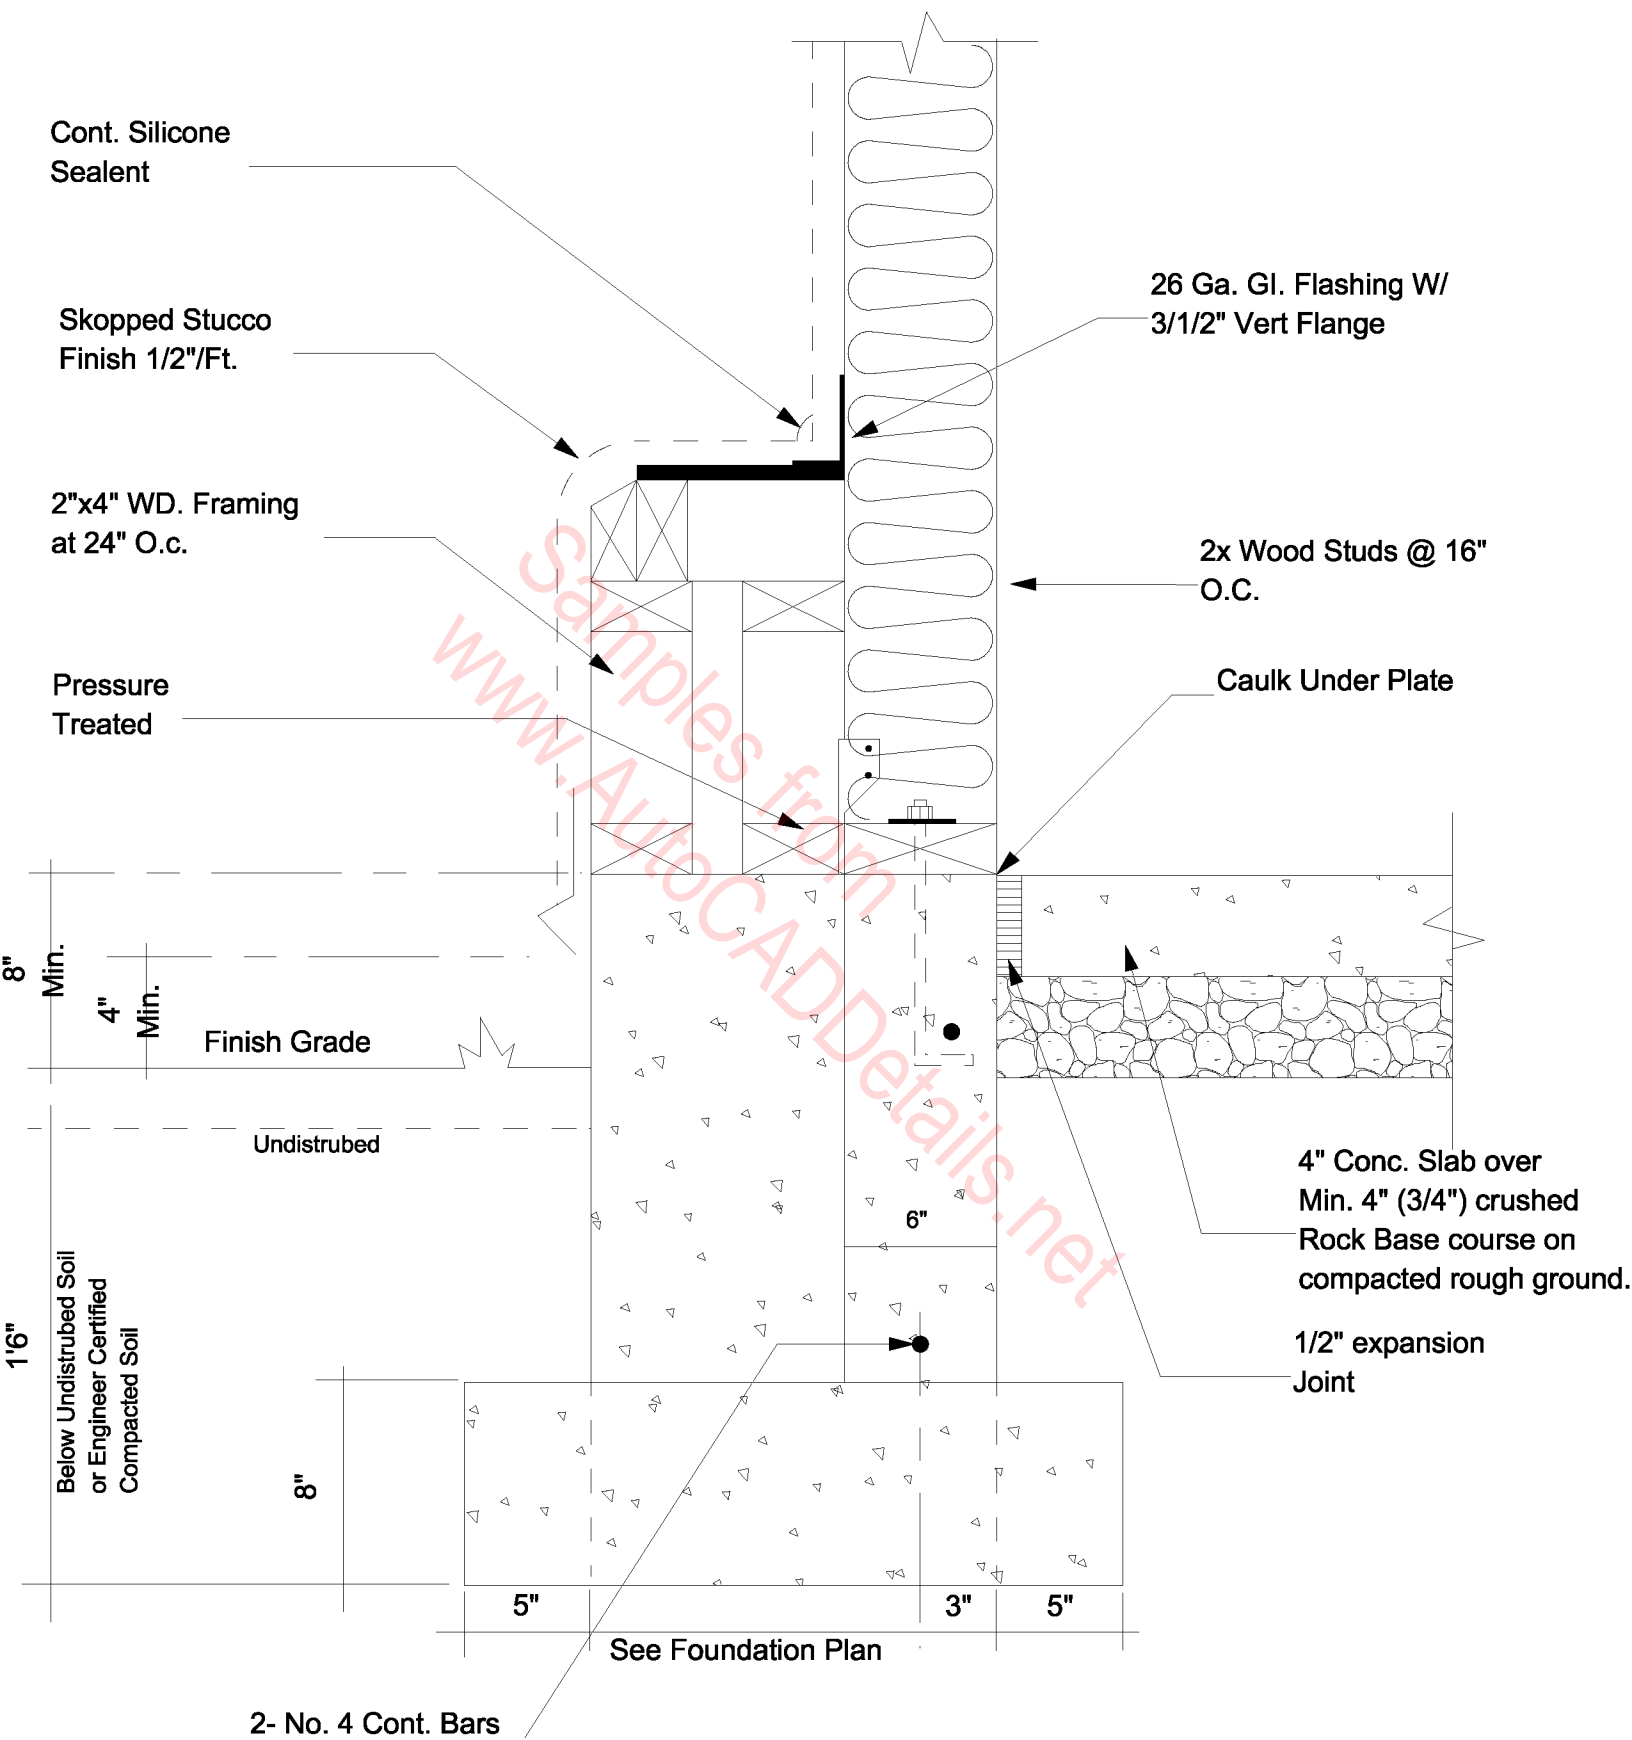 Cont. Silicone
Sealent
26 Ga. GI. Flashing W/
3/1/2" Vert Flange
Skopped Stucco
Finish 1/2"/Ft.
2"x4" WD. Framing
at 24" O.c.
2x Wood Studs @ 16"
O.C.
Pressure
Treated
Caulk Under Plate
8"
Min.
4"
Min.
Finish Grade
Undistrubed
4" Conc. Slab over
Min. 4" (3/4") crushed
Rock Base course on
compacted rough ground.
6"
1/2" expansion
Joint
1'6"
Below Undistrubed Soil
or Engineer Certified
Compacted Soil
8"
5"
3"
5"
See Foundation Plan
2- No. 4 Cont. Bars
Samples from
www.AutoCADDetails.net